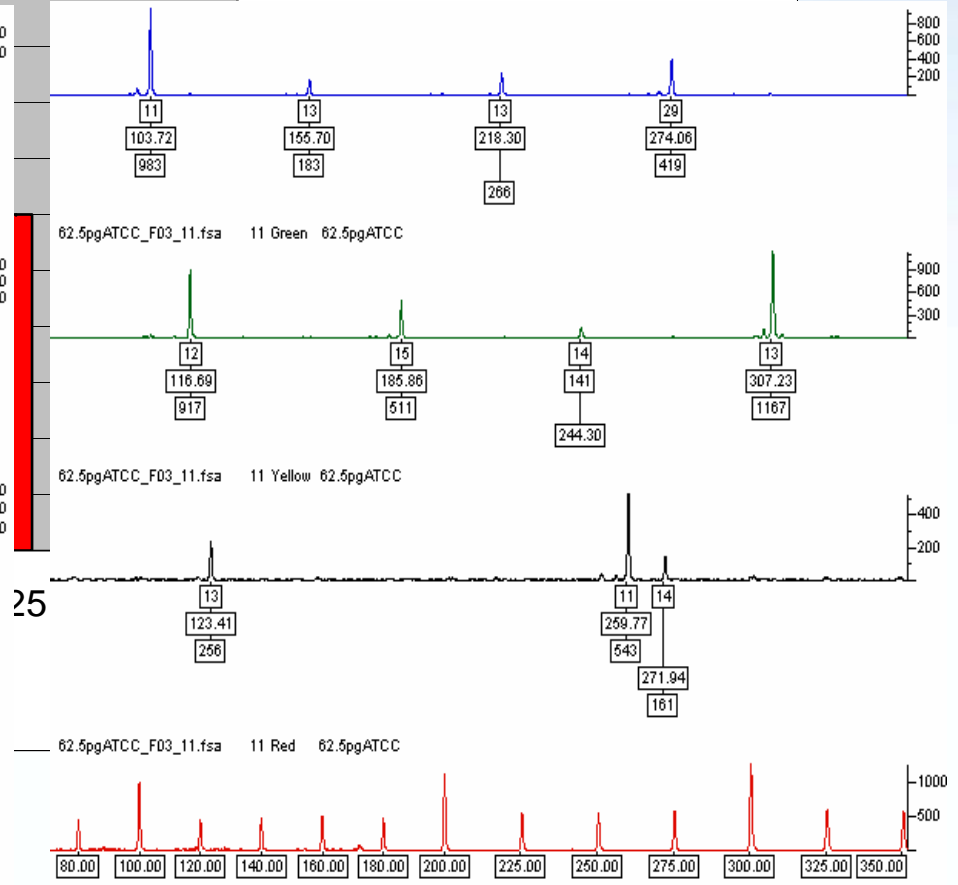 800
600
400
200
11 13 13 29
103.72 155.70 218.30 274.06
983 183 419
266
62.5pgATCC_F03_11.fsa 11 Green 62.5pgATCC
900
600
300
12 15 14 13
116.69 185.86 141 307.23
917 511 1167
244.30
62.5pgATCC_F03_11.fsa 11 Yellow 62.5pgATCC
400
200
13 11 14
25
123.41 259.77
256 543
271.94
161
62.5pgATCC_F03_11.fsa 11 Red 62.5pgATCC
1000
500
80.00 100.00 120.00 140.00 160.00 180.00 200.00 225.00 250.00 275.00 300.00 325.00 350.00